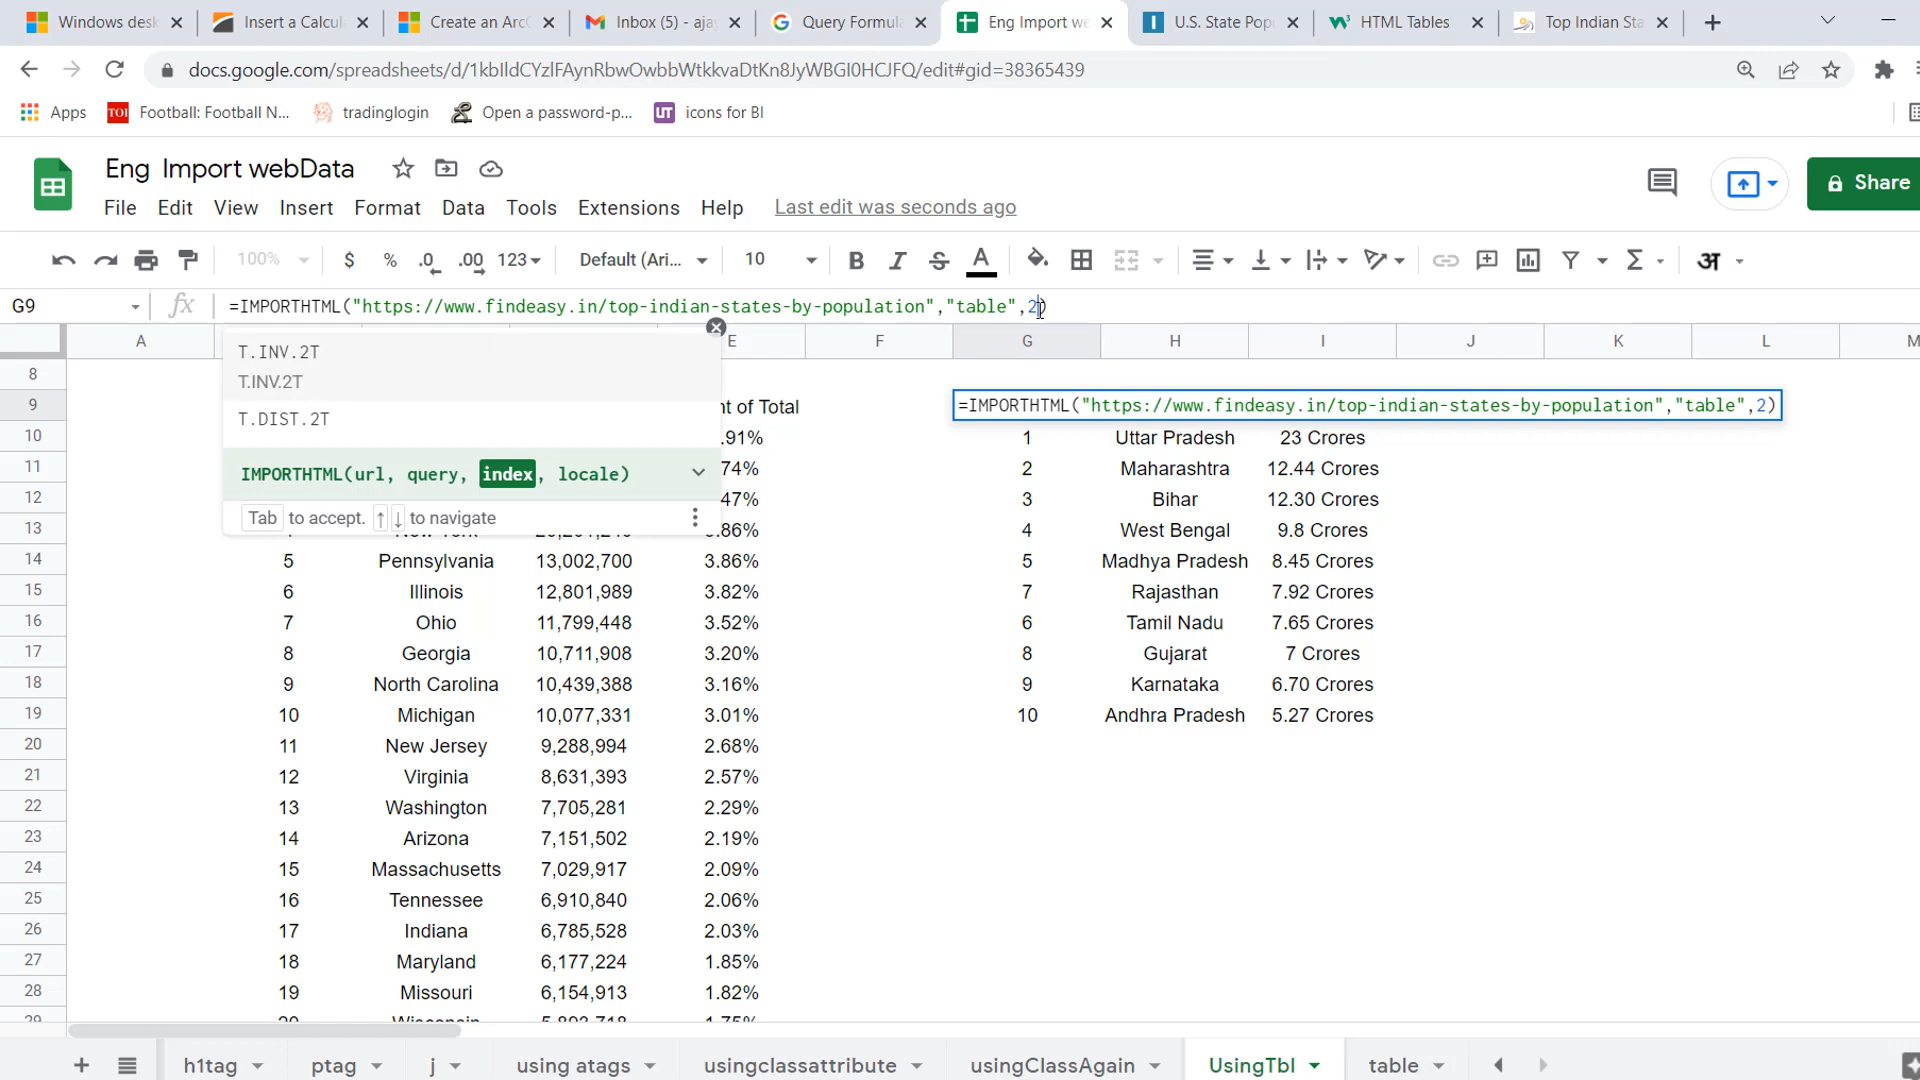 Windows desk
Insert a Calcul
Create an ArcG
Inbox (5) - ajay
Query Formula
Eng Import we
U.S. State Pop
HTML Tables
Top Indian Sta
docs.google.com/spreadsheets/d/1kbIldCYzlFAynRbwOwbbWtkkvaDtKn8JyWBGI0HCJFQ/edit#gid=38365439
Apps
TOI
Football: Football N...
tradinglogin
Open a password-p...
UT
icons for BI
Eng Import webData
File Edit View Insert Format Data Tools Extensions Help Last edit was seconds ago
Share
100% $ % .0 .00 123 Default (Ari... 10 B I S A Σ अ
G9 fx =IMPORTHTML("https://www.findeasy.in/top-indian-states-by-population","table",2)
A E F G H I J K L M
T.INV.2T
T.INV.2T
T.DIST.2T
IMPORTHTML(url, query, index, locale)
Tab to accept. ↑ ↓ to navigate
8
9 nt of Total =IMPORTHTML("https://www.findeasy.in/top-indian-states-by-population","table",2)
10 .91% 1 Uttar Pradesh 23 Crores
11 74% 2 Maharashtra 12.44 Crores
12 47% 3 Bihar 12.30 Crores
13 .86% 4 West Bengal 9.8 Crores
14 5 Pennsylvania 13,002,700 3.86% 5 Madhya Pradesh 8.45 Crores
15 6 Illinois 12,801,989 3.82% 7 Rajasthan 7.92 Crores
16 7 Ohio 11,799,448 3.52% 6 Tamil Nadu 7.65 Crores
17 8 Georgia 10,711,908 3.20% 8 Gujarat 7 Crores
18 9 North Carolina 10,439,388 3.16% 9 Karnataka 6.70 Crores
19 10 Michigan 10,077,331 3.01% 10 Andhra Pradesh 5.27 Crores
20 11 New Jersey 9,288,994 2.68%
21 12 Virginia 8,631,393 2.57%
22 13 Washington 7,705,281 2.29%
23 14 Arizona 7,151,502 2.19%
24 15 Massachusetts 7,029,917 2.09%
25 16 Tennessee 6,910,840 2.06%
26 17 Indiana 6,785,528 2.03%
27 18 Maryland 6,177,224 1.85%
28 19 Missouri 6,154,913 1.82%
29 20 Wisconsin 5,893,718 1.75%
h1tag ptag j using atags usingclassattribute usingClassAgain UsingTbl table